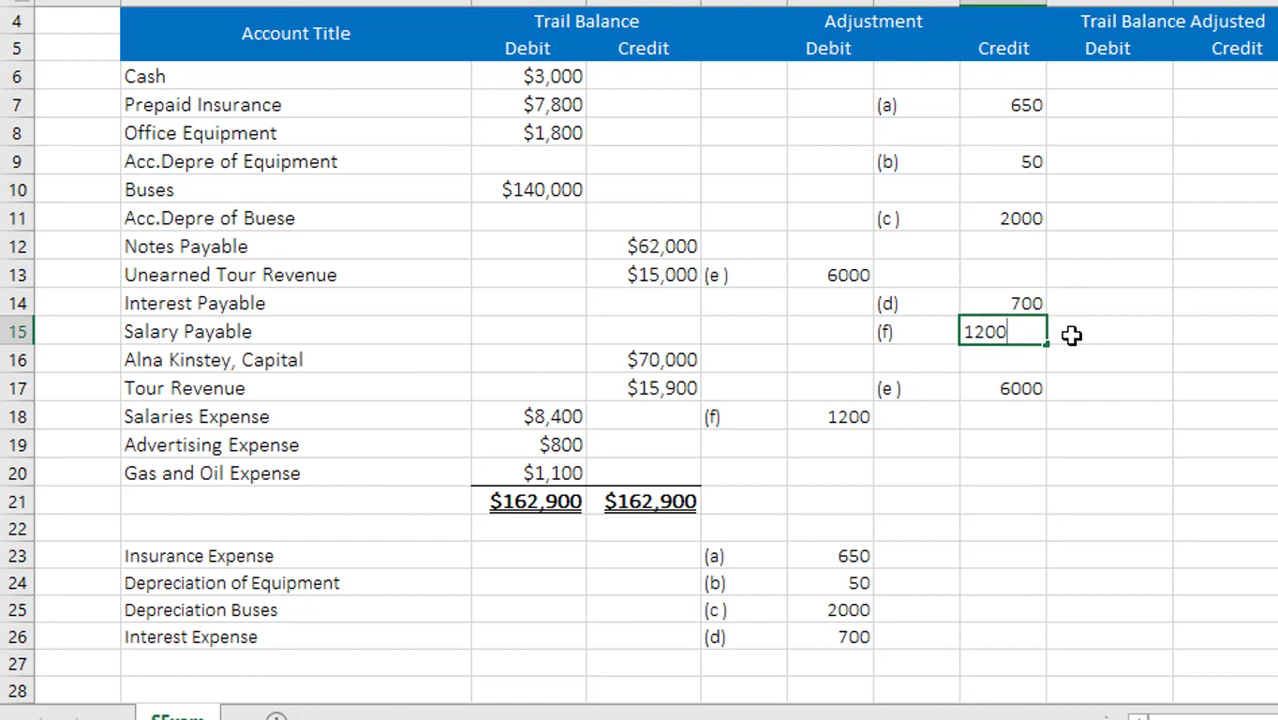 4 Trail Balance Adjustment Trail Balance Adjusted
Account Title
5 Debit Credit Debit Credit Debit Credit
6 Cash $3,000
7 Prepaid Insurance $7,800 (a) 650
8 Office Equipment $1,800
9 Acc.Depre of Equipment (b) 50
10 Buses $140,000
11 Acc.Depre of Buese (c ) 2000
12 Notes Payable $62,000
13 Unearned Tour Revenue $15,000 (e ) 6000
14 Interest Payable (d) 700
15 Salary Payable (f) 1200
16 Alna Kinstey, Capital $70,000
17 Tour Revenue $15,900 (e ) 6000
18 Salaries Expense $8,400 (f) 1200
19 Advertising Expense $800
20 Gas and Oil Expense $1,100
21 $162,900 $162,900
22
23 Insurance Expense (a) 650
24 Depreciation of Equipment (b) 50
25 Depreciation Buses (c ) 2000
26 Interest Expense (d) 700
27
28